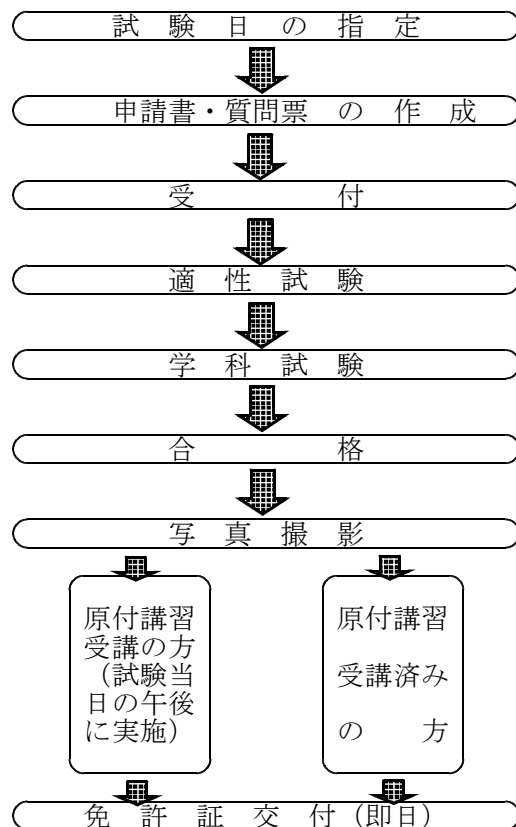 試験日の指定
申請書・質問票の作成
受付
適性試験
学科試験
合格
写真撮影
原付講習
受講の方
（試験当
日の午後
に実施）
原付講習
受講済み
の方
免許証交付(即日)